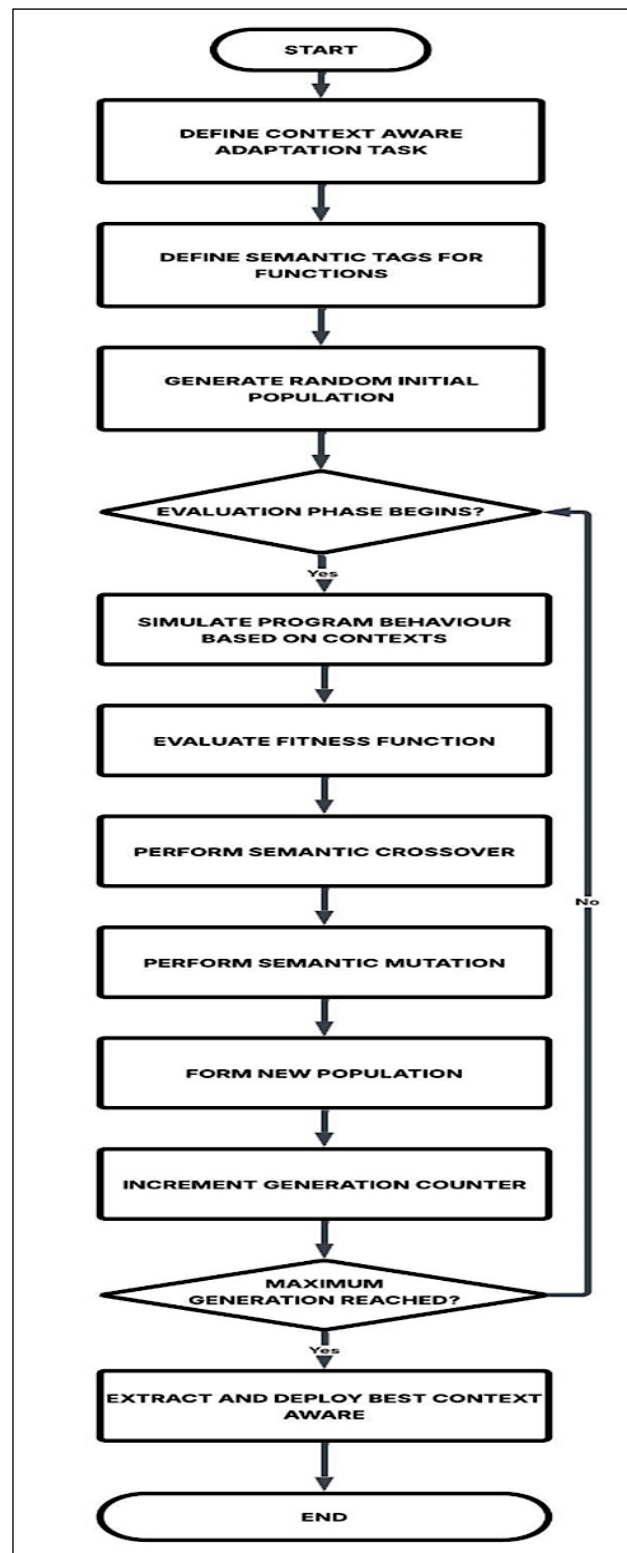 START
DEFINE CONTEXT AWARE
ADAPTATION TASK
DEFINE SEMANTIC TAGS FOR
FUNCTIONS
GENERATE RANDOM INITIAL
POPULATION
EVALUATION PHASE BEGINS?
Yes
SIMULATE PROGRAM BEHAVIOUR
BASED ON CONTEXTS
EVALUATE FITNESS FUNCTION
PERFORM SEMANTIC CROSSOVER
No
PERFORM SEMANTIC MUTATION
FORM NEW POPULATION
INCREMENT GENERATION COUNTER
MAXIMUM
GENERATION REACHED?
Yes
EXTRACT AND DEPLOY BEST CONTEXT
AWARE
END